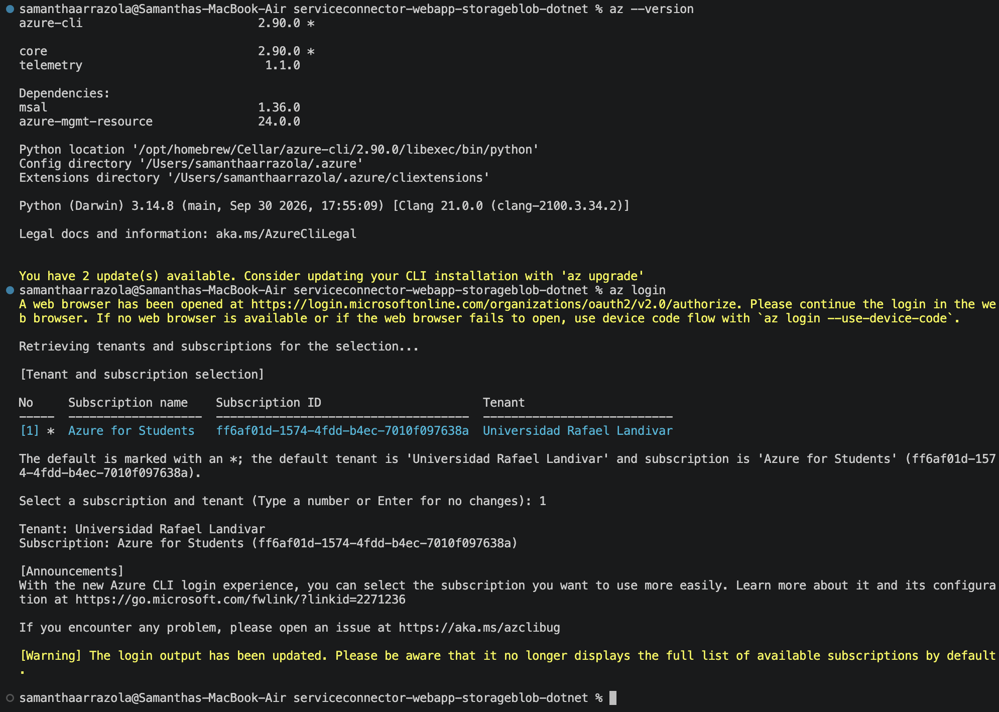 samanthaarrazola@Samanthas-MacBook-Air serviceconnector-webapp-storageblob-dotnet % az --version
azure-cli                         2.90.0 *
core                              2.90.0 *
telemetry                          1.1.0
Dependencies:
msal                              1.36.0
azure-mgmt-resource               24.0.0
Python location '/opt/homebrew/Cellar/azure-cli/2.90.0/libexec/bin/python'
Config directory '/Users/samanthaarrazola/.azure'
Extensions directory '/Users/samanthaarrazola/.azure/cliextensions'
Python (Darwin) 3.14.8 (main, Sep 30 2026, 17:55:09) [Clang 21.0.0 (clang-2100.3.34.2)]
Legal docs and information: aka.ms/AzureCliLegal
You have 2 update(s) available. Consider updating your CLI installation with 'az upgrade'
samanthaarrazola@Samanthas-MacBook-Air serviceconnector-webapp-storageblob-dotnet % az login
A web browser has been opened at https://login.microsoftonline.com/organizations/oauth2/v2.0/authorize. Please continue the login in the we
b browser. If no web browser is available or if the web browser fails to open, use device code flow with `az login --use-device-code`.
Retrieving tenants and subscriptions for the selection...
[Tenant and subscription selection]
No     Subscription name    Subscription ID                       Tenant
-----  -------------------  ------------------------------------  ---------------------------
[1] *  Azure for Students   ff6af01d-1574-4fdd-b4ec-7010f097638a  Universidad Rafael Landivar
The default is marked with an *; the default tenant is 'Universidad Rafael Landivar' and subscription is 'Azure for Students' (ff6af01d-157
4-4fdd-b4ec-7010f097638a).
Select a subscription and tenant (Type a number or Enter for no changes): 1
Tenant: Universidad Rafael Landivar
Subscription: Azure for Students (ff6af01d-1574-4fdd-b4ec-7010f097638a)
[Announcements]
With the new Azure CLI login experience, you can select the subscription you want to use more easily. Learn more about it and its configura
tion at https://go.microsoft.com/fwlink/?linkid=2271236
If you encounter any problem, please open an issue at https://aka.ms/azclibug
[Warning] The login output has been updated. Please be aware that it no longer displays the full list of available subscriptions by default
.
samanthaarrazola@Samanthas-MacBook-Air serviceconnector-webapp-storageblob-dotnet %